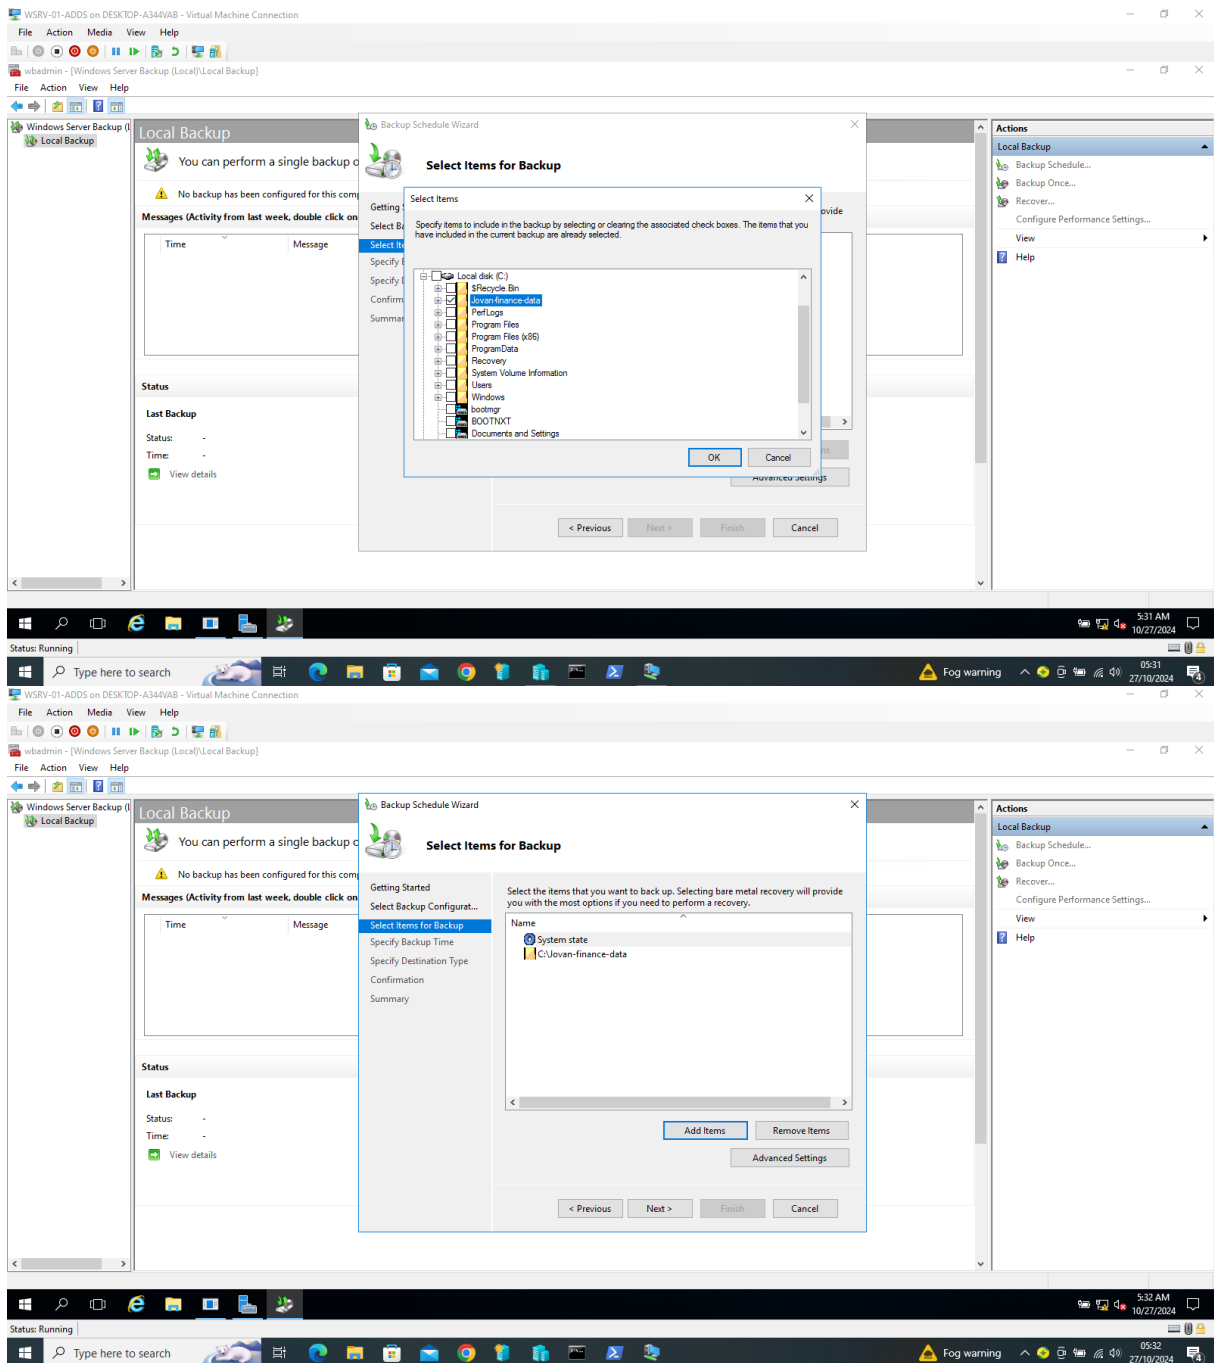 WSRV-01-ADDS on DESKTOP-A344VAB - Virtual Machine Connection
File Action Media View Help
wbadmin - [Windows Server Backup (Local)\Local Backup]
File Action View Help
Windows Server Backup (L
Local Backup
Local Backup
You can perform a single backup o
No backup has been configured for this comp
Messages (Activity from last week, double click on
Time Message
Status
Last Backup
Status: -
Time: -
View details
Backup Schedule Wizard
Select Items for Backup
Getting
Select Ba
Select Ite
Specify
Specify
Confirm
Summar
ovide
Select Items
Specify items to include in the backup by selecting or clearing the associated check boxes. The items that you
have included in the current backup are already selected.
Local disk (C:)
$Recycle.Bin
Jovan-finance-data
PerfLogs
Program Files
Program Files (x86)
ProgramData
Recovery
System Volume Information
Users
Windows
bootmgr
BOOTNXT
Documents and Settings
OK Cancel
Advanced Settings
< Previous Next > Finish Cancel
Actions
Local Backup
Backup Schedule...
Backup Once...
Recover...
Configure Performance Settings...
View
Help
5:31 AM
10/27/2024
Status: Running
Type here to search
Fog warning
05:31
27/10/2024
4
WSRV-01-ADDS on DESKTOP-A344VAB - Virtual Machine Connection
File Action Media View Help
wbadmin - [Windows Server Backup (Local)\Local Backup]
File Action View Help
Windows Server Backup (L
Local Backup
Local Backup
You can perform a single backup o
No backup has been configured for this comp
Messages (Activity from last week, double click on
Time Message
Status
Last Backup
Status: -
Time: -
View details
Backup Schedule Wizard
Select Items for Backup
Getting Started
Select Backup Configurat...
Select Items for Backup
Specify Backup Time
Specify Destination Type
Confirmation
Summary
Select the items that you want to back up. Selecting bare metal recovery will provide
you with the most options if you need to perform a recovery.
Name
System state
C:\Jovan-finance-data
Add Items Remove Items
Advanced Settings
< Previous Next > Finish Cancel
Actions
Local Backup
Backup Schedule...
Backup Once...
Recover...
Configure Performance Settings...
View
Help
5:32 AM
10/27/2024
Status: Running
Type here to search
Fog warning
05:32
27/10/2024
4